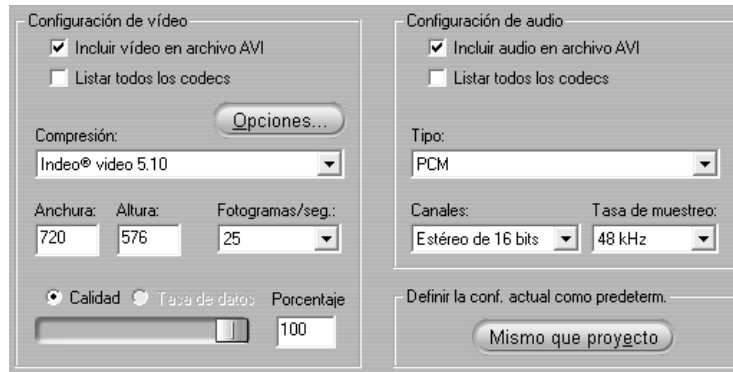 Configuración de vídeo
Incluir vídeo en archivo AVI
Listar todos los codecs
Opciones...
Compresión:
Indeo® video 5.10
Anchura: Altura: Fotogramas/seg.:
720 576 25
Calidad Tasa de datos Porcentaje
100
Configuración de audio
Incluir audio en archivo AVI
Listar todos los codecs
Tipo:
PCM
Canales: Tasa de muestreo:
Estéreo de 16 bits 48 kHz
Definir la conf. actual como predeterm.
Mismo que proyecto